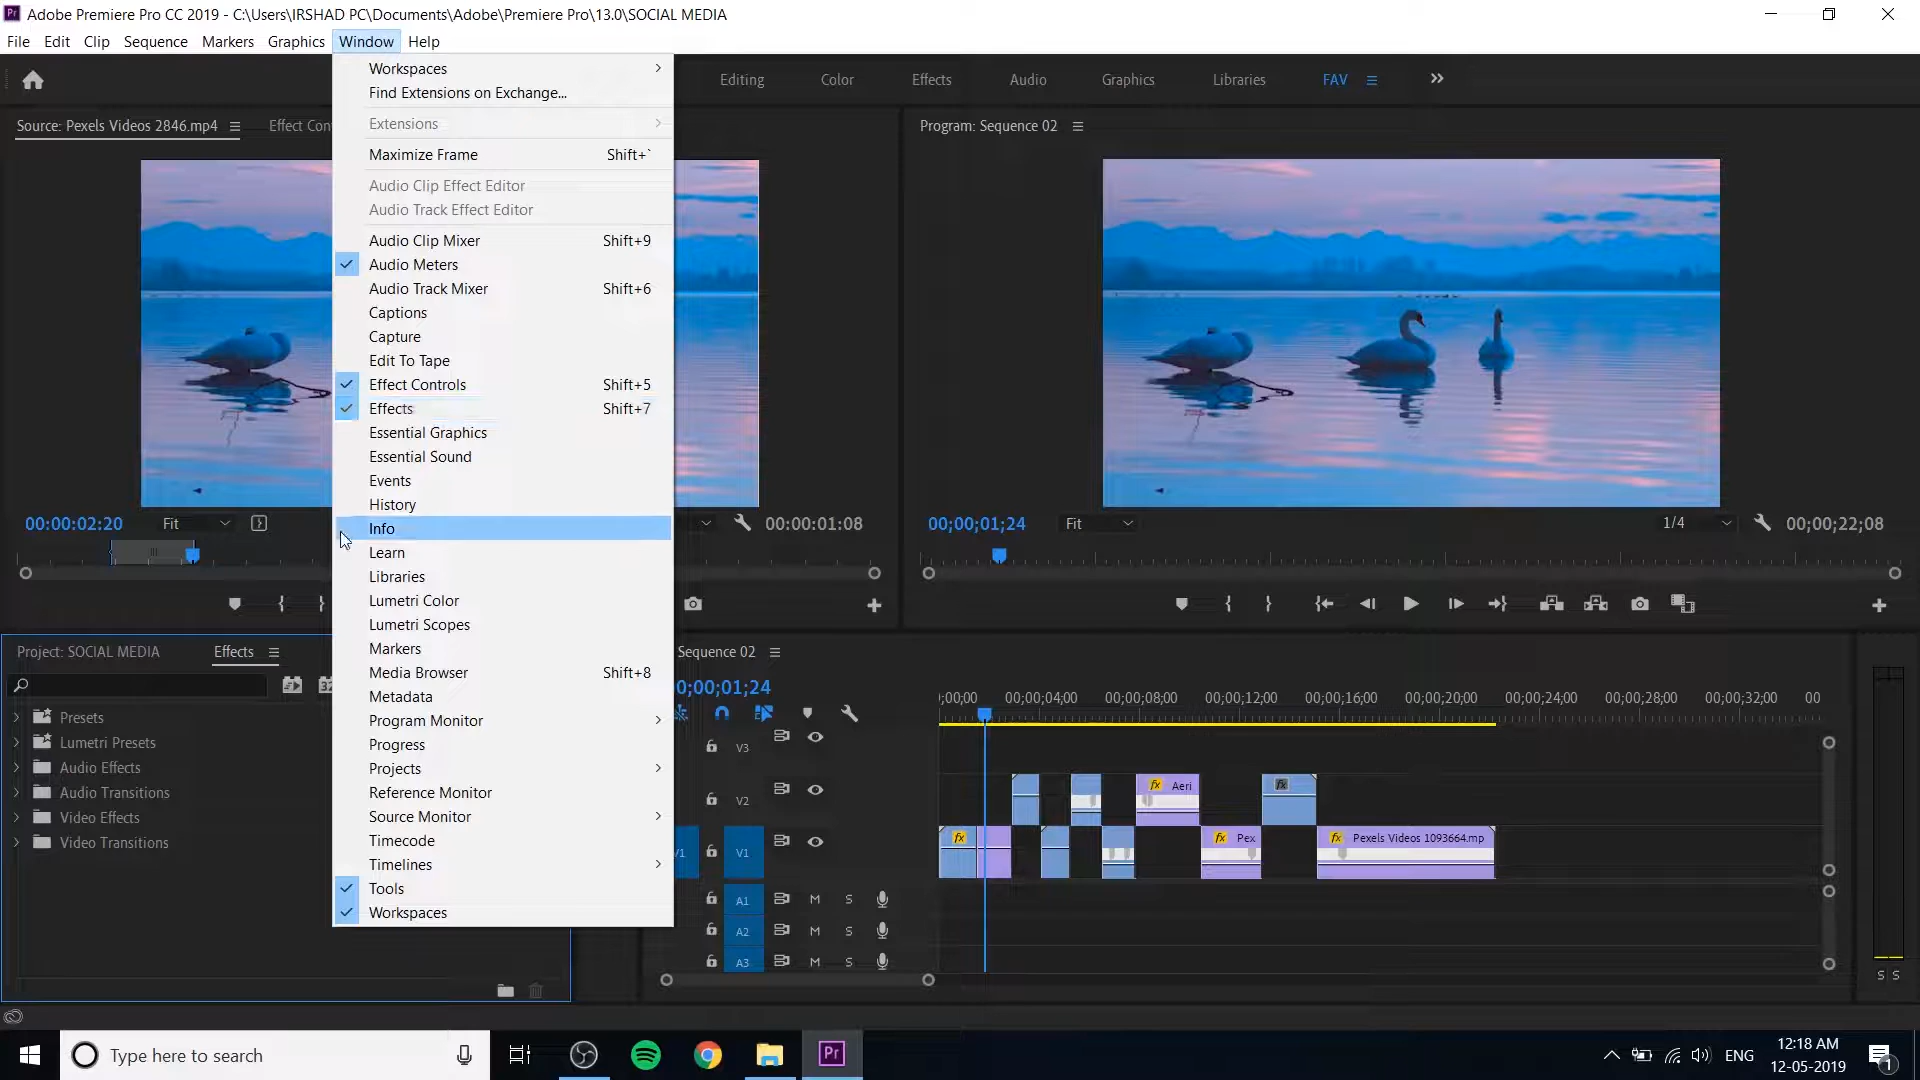 Pr Adobe Premiere Pro CC 2019 - C:\Users\IRSHAD PC\Documents\Adobe\Premiere Pro\13.0\SOCIAL MEDIA
File Edit Clip Sequence Markers Graphics Window Help
Editing Color Effects Audio Graphics Libraries FAV
Source: Pexels Videos 2846.mp4 Effect Con
Workspaces
Find Extensions on Exchange...
Extensions
Maximize Frame Shift+`
Audio Clip Effect Editor
Audio Track Effect Editor
Audio Clip Mixer Shift+9
Audio Meters
Audio Track Mixer Shift+6
Captions
Capture
Edit To Tape
Effect Controls Shift+5
Effects Shift+7
Essential Graphics
Essential Sound
Events
History
Info
Learn
Libraries
Lumetri Color
Lumetri Scopes
Markers
Media Browser Shift+8
Metadata
Program Monitor
Progress
Projects
Reference Monitor
Source Monitor
Timecode
Timelines
Tools
Workspaces
00:00:02:20 Fit 00:00:01:08
Program: Sequence 02
00;00;01;24 Fit 1/4 00;00;22;08
Project: SOCIAL MEDIA Effects
Presets
Lumetri Presets
Audio Effects
Audio Transitions
Video Effects
Video Transitions
Sequence 02
0;00;01;24
;00;00 00;00;04;00 00;00;08;00 00;00;12;00 00;00;16;00 00;00;20;00 00;00;24;00 00;00;28;00 00;00;32;00 00
V3
V2 fx Aeri fx
V1 V1 fx fx Pex fx Pexels Videos 1093664.mp
A1 M S
A2 M S
A3 M S
S S
Type here to search Pr ENG 12:18 AM
12-05-2019
1